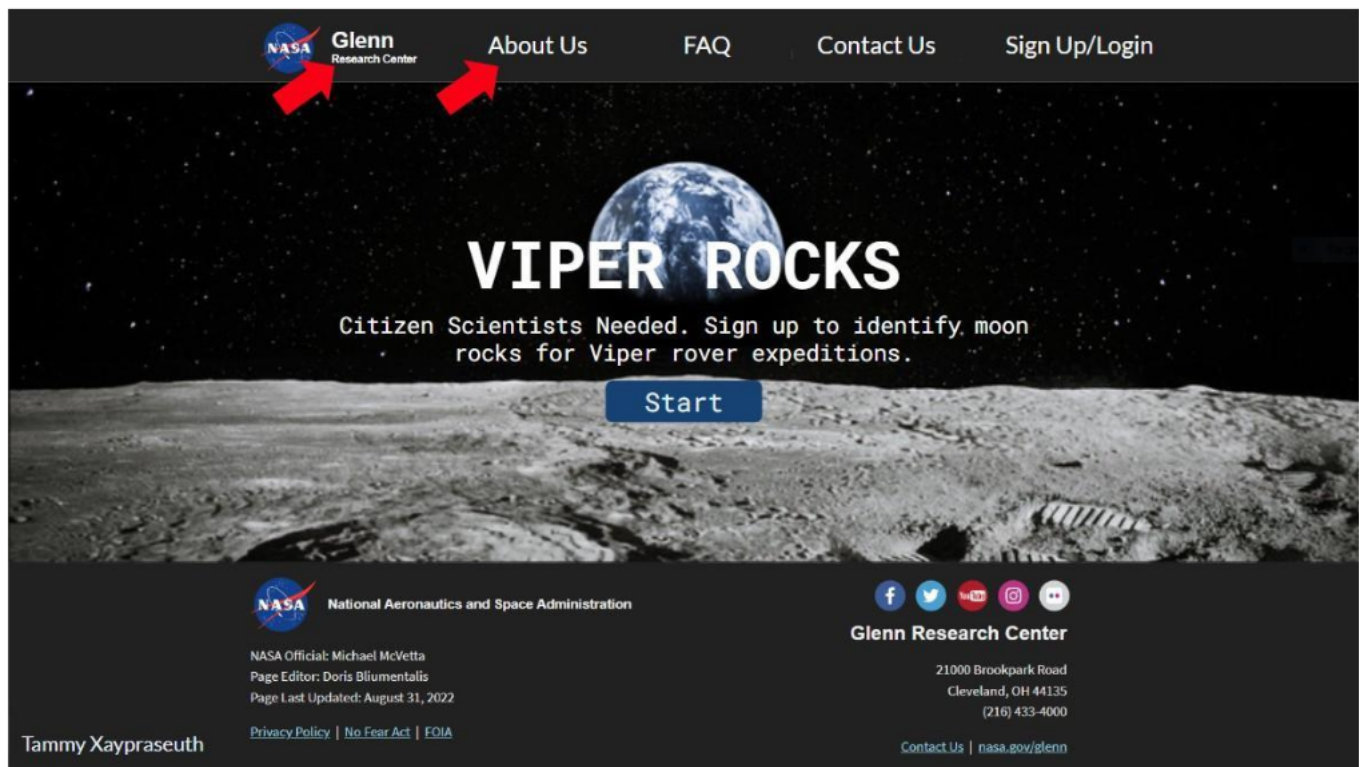 NASA
Glenn
Research Center
About Us
FAQ
Contact Us
Sign Up/Login
VIPER ROCKS
Citizen Scientists Needed. Sign up to identify moon
rocks for Viper rover expeditions.
Start
NASA
National Aeronautics and Space Administration
NASA Official: Michael McVetta
Page Editor: Doris Bliumentalis
Page Last Updated: August 31, 2022
Privacy Policy | No Fear Act | FOIA
You Tube
Glenn Research Center
21000 Brookpark Road
Cleveland, OH 44135
(216) 433-4000
Contact Us | nasa.gov/glenn
Tammy Xaypraseuth